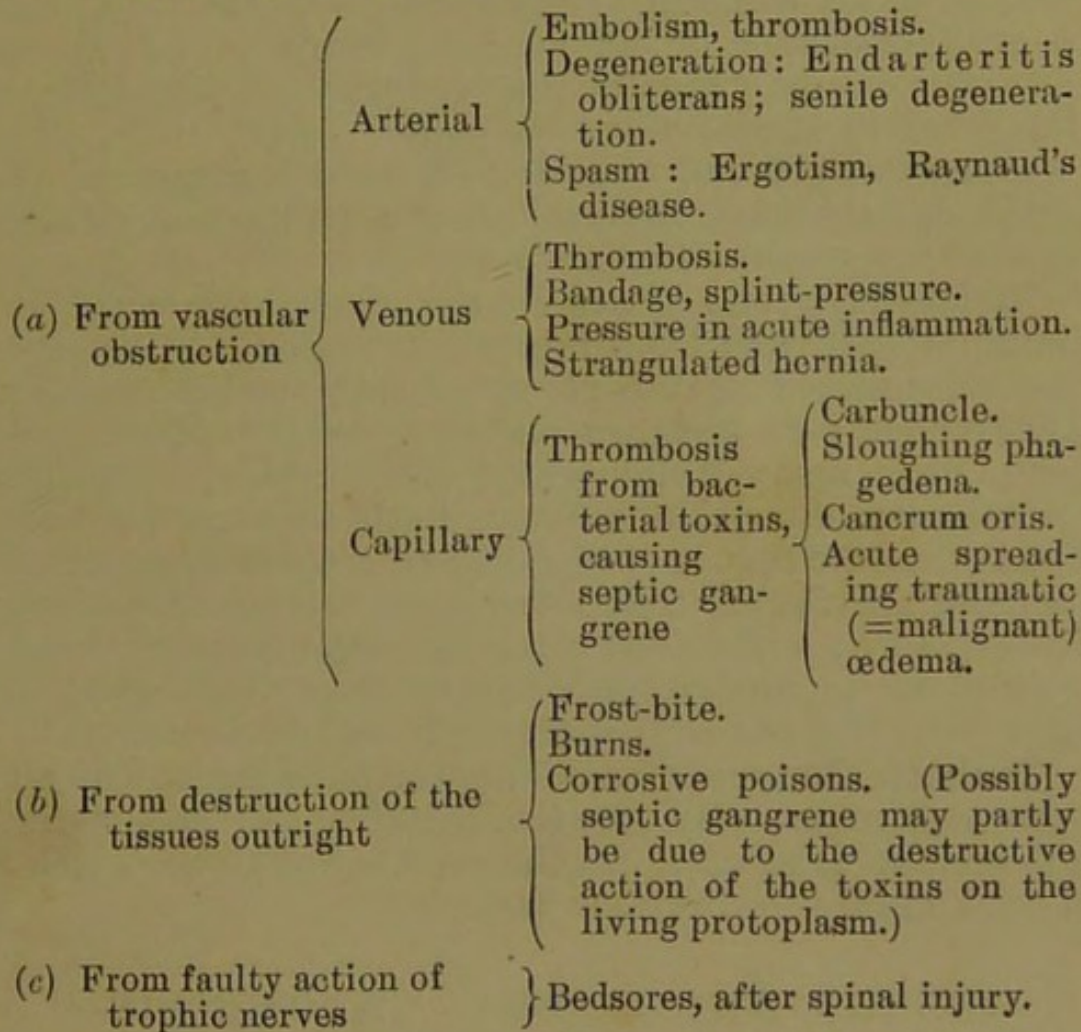 Embolism, thrombosis.
Degeneration: Endarteritis
obliterans; senile degenera-
tion.
Arterial
Spasm : Ergotism, Raynaud's
disease.
(a) From vascular
obstruction
Venous
Thrombosis.
Bandage, splint-pressure.
Pressure in acute inflammation.
Strangulated hernia.
Capillary
Thrombosis
from bac-
terial toxins,
causing
septic gan-
grene
Carbuncle.
Sloughing pha-
gedena.
Cancrum oris.
Acute spread-
ing traumatic
(=malignant)
œdema.
(b) From destruction of the
tissues outright
Frost-bite.
Burns.
Corrosive poisons. (Possibly
septic gangrene may partly
be due to the destructive
action of the toxins on the
living protoplasm.)
(c) From faulty action of
trophic nerves
Bedsores, after spinal injury.